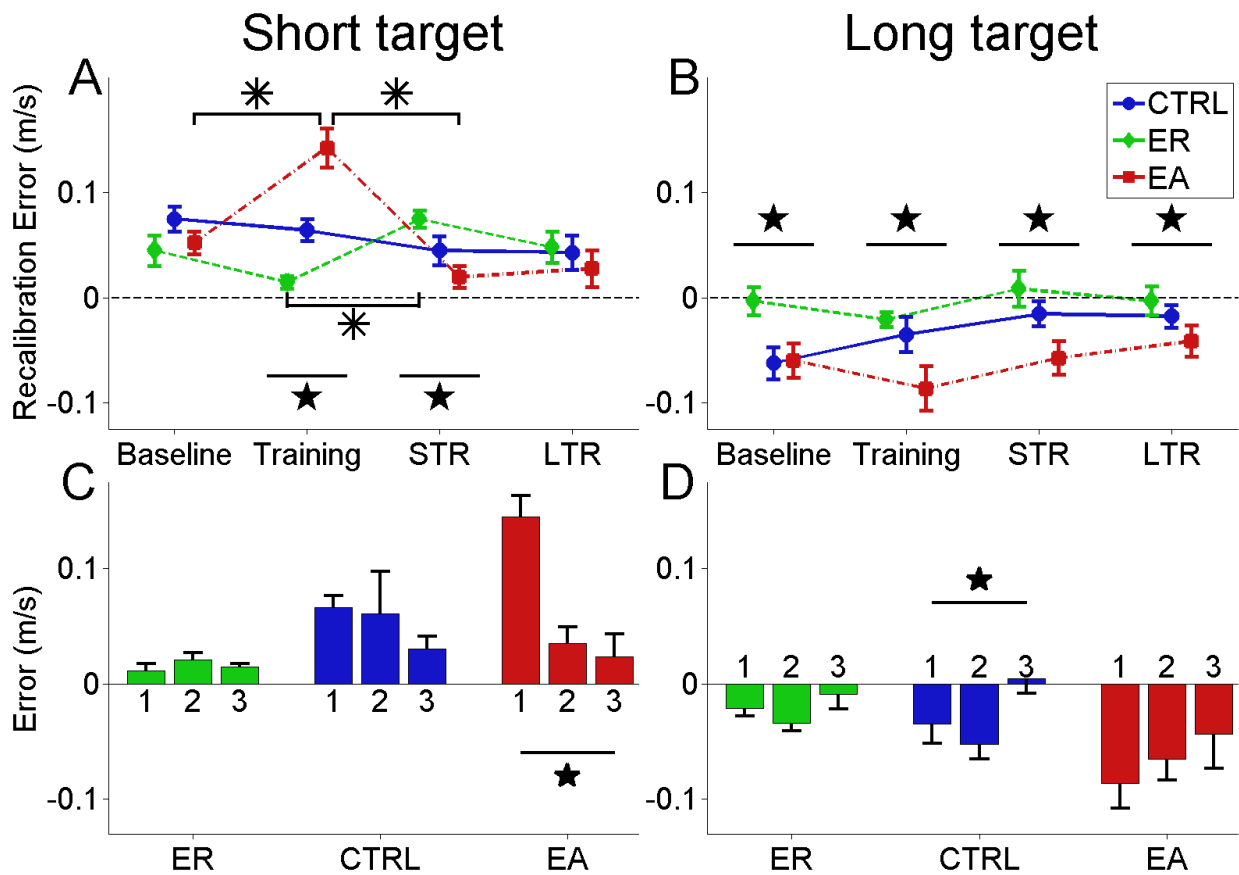 Short target
Long target
A
B
Recalibration Error (m/s)
0.1
0
-0.1
Baseline Training STR LTR
CTRL
ER
EA
0.1
0
-0.1
Baseline Training STR LTR
C
D
Error (m/s)
0.1
0
-0.1
1 2 3 1 2 3 1 2 3
ER CTRL EA
0.1
0
-0.1
1 2 3 1 2 3 1 2 3
ER CTRL EA